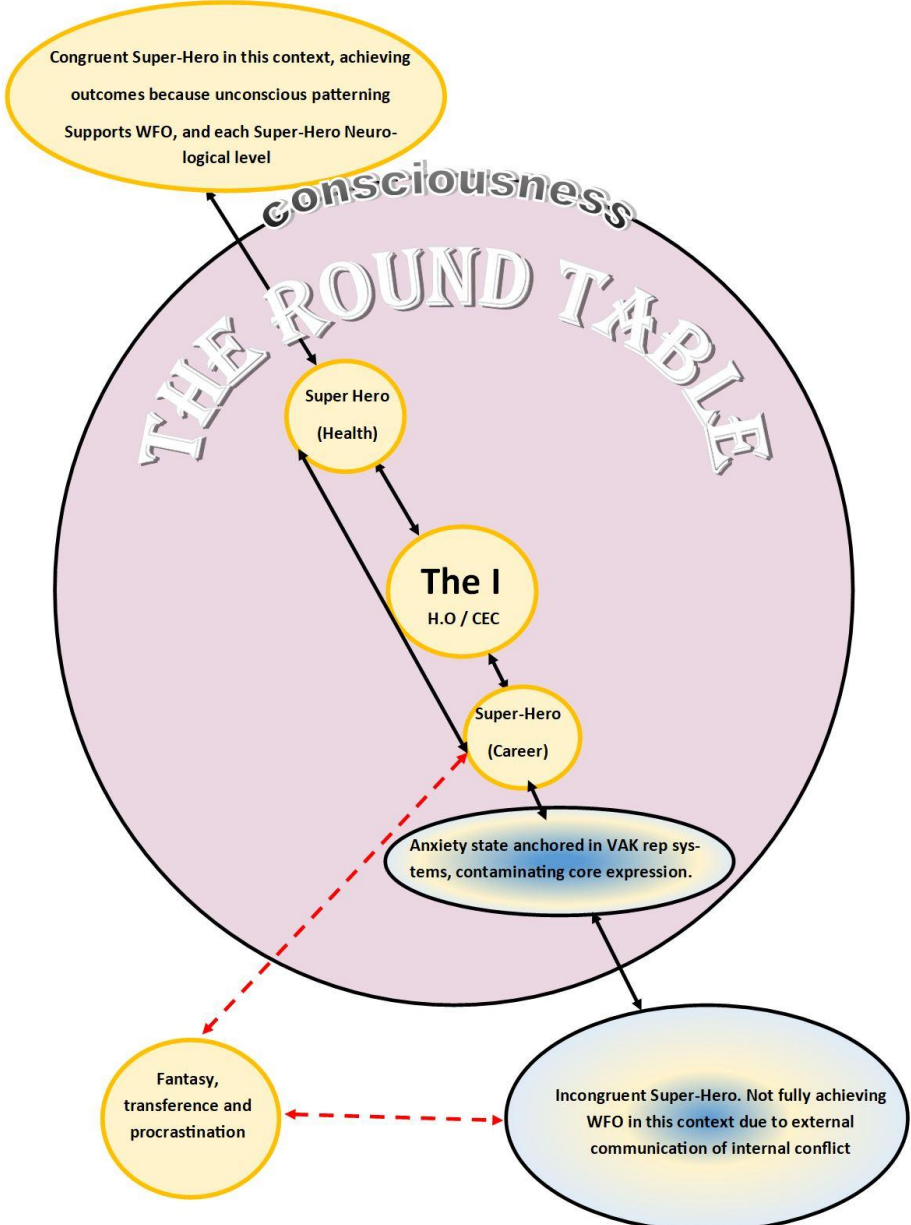 Congruent Super-Hero in this context, achieving
outcomes because unconscious patterning
Supports WFO, and each Super-Hero Neuro-
logical level
consciousness
THE ROUND TABLE
Super Hero
(Health)
The I
H.O / CEC
Super-Hero
(Career)
Anxiety state anchored in VAK rep sys-
tems, contaminating core expression.
Fantasy,
transference and
procrastination
Incongruent Super-Hero. Not fully achieving
WFO in this context due to external
communication of internal conflict